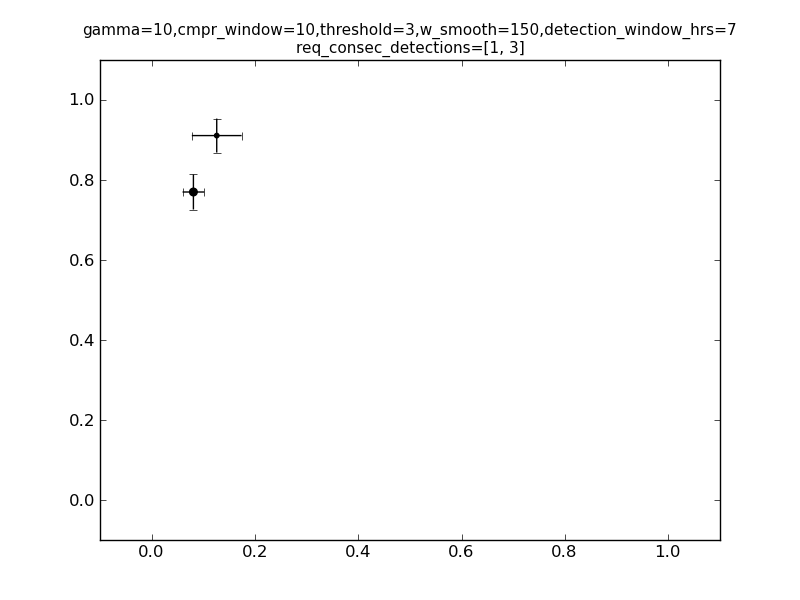 gamma=10,cmpr_window=10,threshold=3,w_smooth=150,detection_window_hrs=7
req_consec_detections=[1, 3]
1.0
0.8
0.6
0.4
0.2
0.0
0.0 0.2 0.4 0.6 0.8 1.0